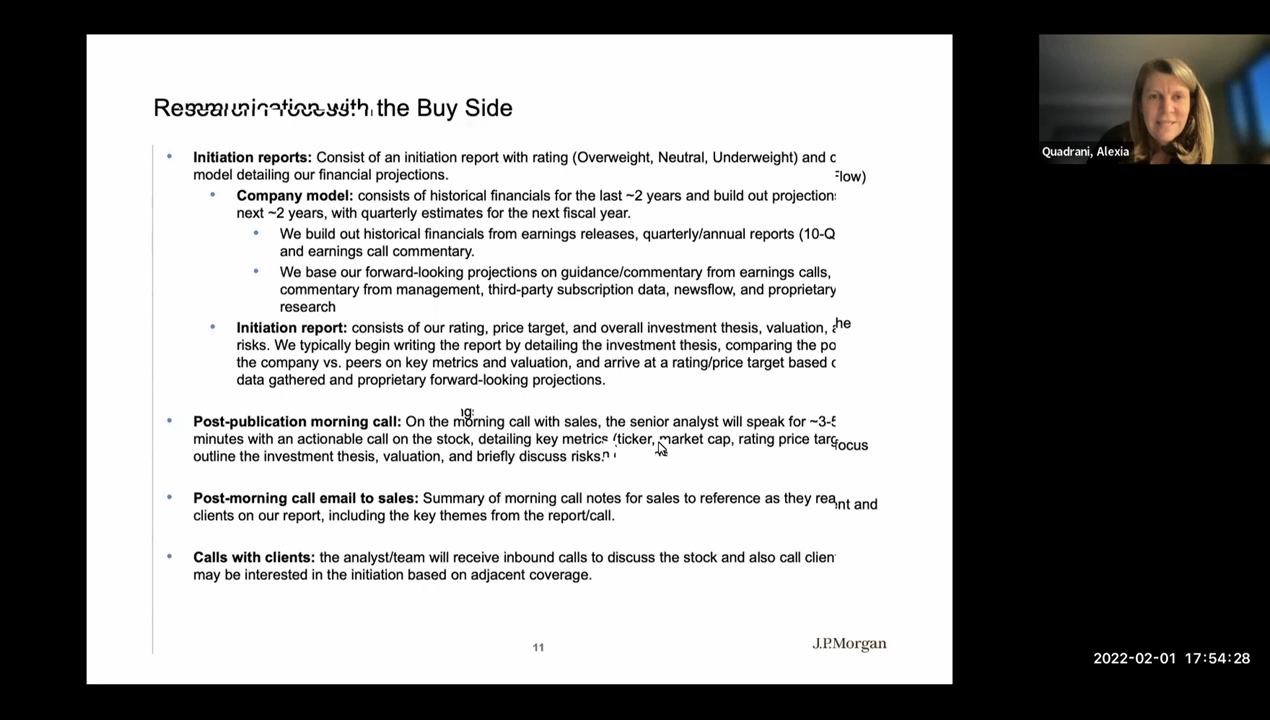 the Buy Side
Quadrani, Alexia
Initiation reports: Consist of an initiation report with rating (Overweight, Neutral, Underweight) and
model detailing our financial projections.
low)
Company model: consists of historical financials for the last ~2 years and build out
next ~2 years, with quarterly estimates for the next fiscal year.
We build out historical financials from earnings releases, quarterly/annual reports (10-Q
and earnings call commentary.
We base our forward-looking projections on guidance/commentary from earnings calls,
commentary from management, third-party subscription data, newsflow, and proprietary
research
Initiation report: consists of our rating, price target, and overall investment thesis, valuation,
he
risks. We typically begin writing the report by detailing the investment thesis, comparing the po
the company vs. peers on key metrics and valuation, and arrive at a rating/price target based
data gathered and proprietary forward-looking projections.
Post-publication morning call: On the morning call with sales, the senior analyst will speak for ~3-
minutes with an actionable call on the stock, detailing key metrics (ticker, market cap, rating price
focus
outline the investment thesis, valuation, and briefly discuss risks.
Post-morning call email to sales: Summary of morning call notes for sales to reference as they
nt and
clients on our report, including the key themes from the report/call.
Calls with clients: the analyst/team will receive inbound calls to discuss the stock and also call clien
may be interested in the initiation based on adjacent coverage.
11
J.P.Morgan
2022-02-01 17:54:28